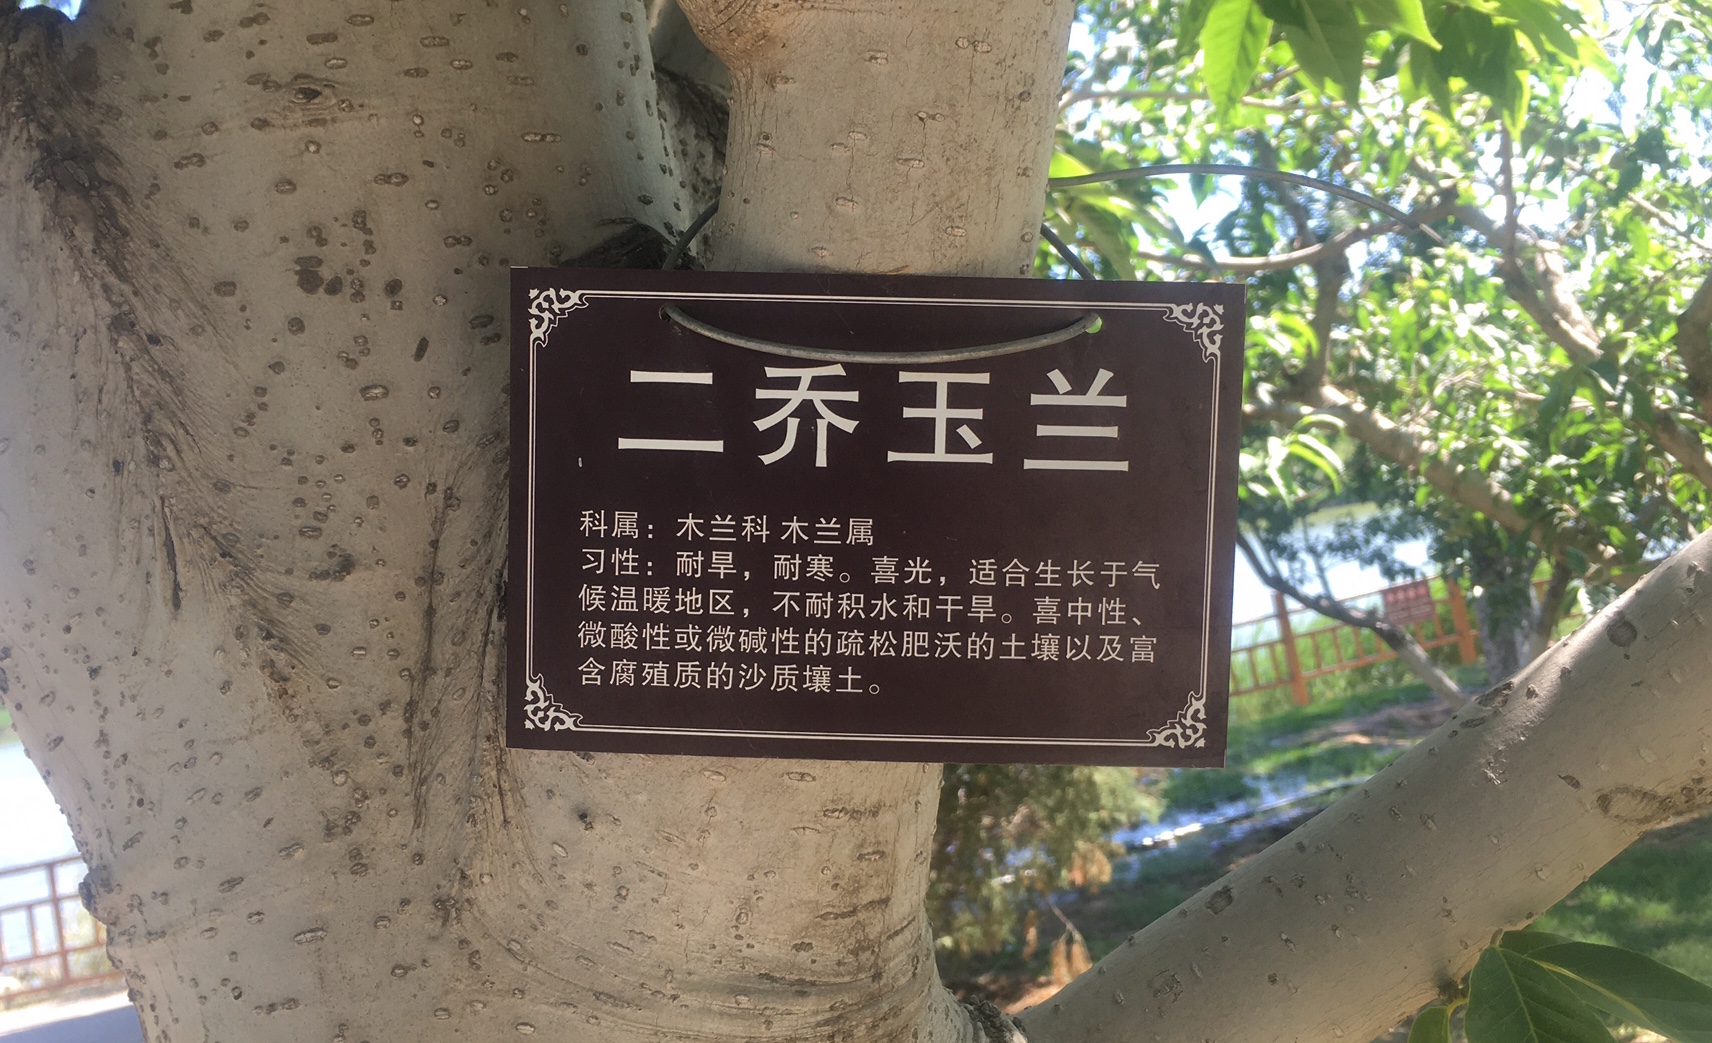 二乔玉兰
科属：木兰科 木兰属
习性：耐旱，耐寒。喜光，适合生长于气
候温暖地区，不耐积水和干旱。喜中性、
微酸性或微碱性的疏松肥沃的土壤以及富
含腐殖质的沙质壤土。